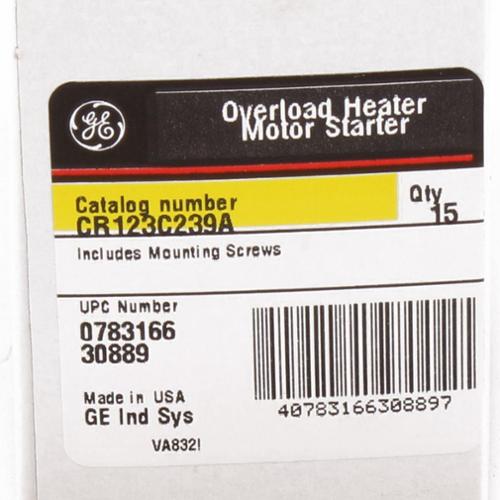 GE
Overload Heater
Motor Starter
Catalog number
CR123C239A
Qty
15
Includes Mounting Screws
UPC Number
0783166
30889
Made in USA
GE Ind Sys
40783166308897
VA832I